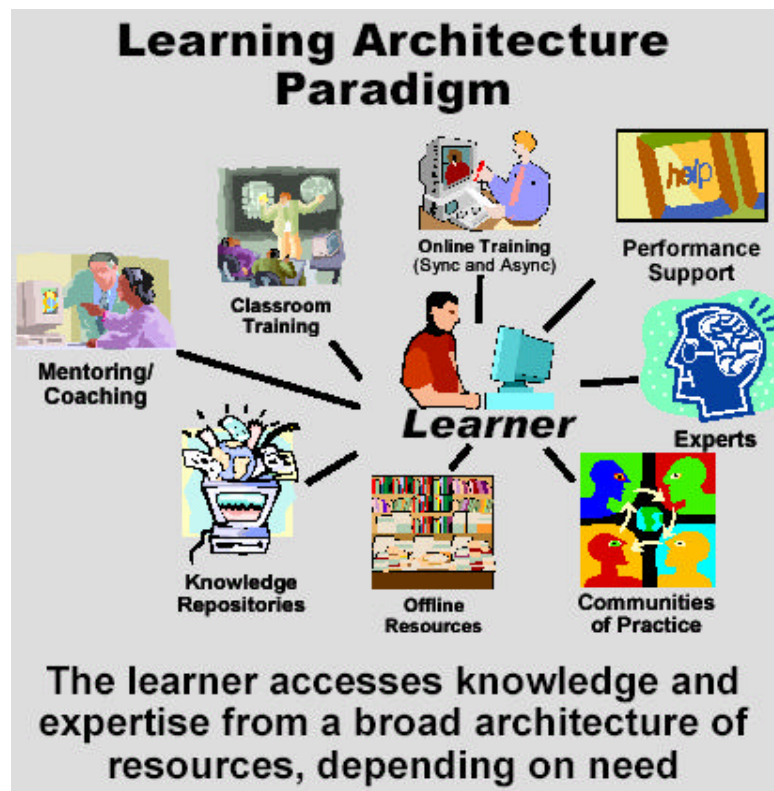 Learning Architecture
Paradigm
help
Online Training
(Sync and Async)
Performance
Support
Classroom
Training
Mentoring/
Coaching
Learner
Experts
Knowledge
Repositories
Offline
Resources
Communities
of Practice
The learner accesses knowledge and
expertise from a broad architecture of
resources, depending on need